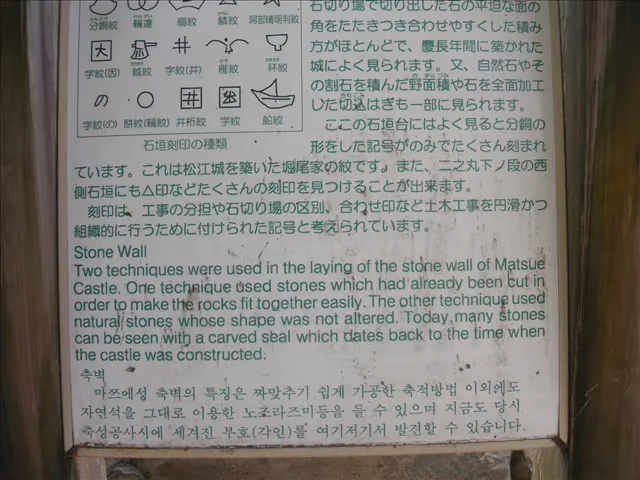 分銅紋
輪違
扇紋
鱗紋
阿部晴明判紋
字紋(因)
鉞紋
字紋(井)
雁紋
杯紋
字紋(の)
餅紋(輪紋)
井桁紋
字紋
船紋
石垣刻印の種類
石切り場で切り出した石の平坦な面の
角をたたきつき合わせやすくした積み
方がほとんどで、慶長年間に築かれた
城によく見られます。又、自然石やそ
の割石を積んだ野面積や石を全面加工
した切込はぎも一部に見られます。
ここの石垣台にはよく見ると分銅の
形をした記号がのみでたくさん刻まれ
ています。これは松江城を築いた堀尾家の紋です。また、二之丸下ノ段の西
側石垣にも△印などたくさんの刻印を見つけることが出来ます。
刻印は、工事の分担や石切り場の区別、合わせ印など土木工事を円滑かつ
組織的に行うために付けられた記号と考えられています。
Stone Wall
Two techniques were used in the laying of the stone wall of Matsue
Castle. One technique used stones which had already been cut in
order to make the rocks fit together easily. The other technique used
natural stones whose shape was not altered. Today, many stones
can be seen with a carved seal which dates back to the time when
the castle was constructed.
축벽
마쯔에성 축벽의 특징은 짜맞추기 쉽게 가공한 축적방법 이외에도
자연석을 그대로 이용한 노즈라즈미등을 들 수 있으며 지금도 당시
축성공사시에 세겨진 부호(각인)를 여기저기서 발견할 수 있습니다.